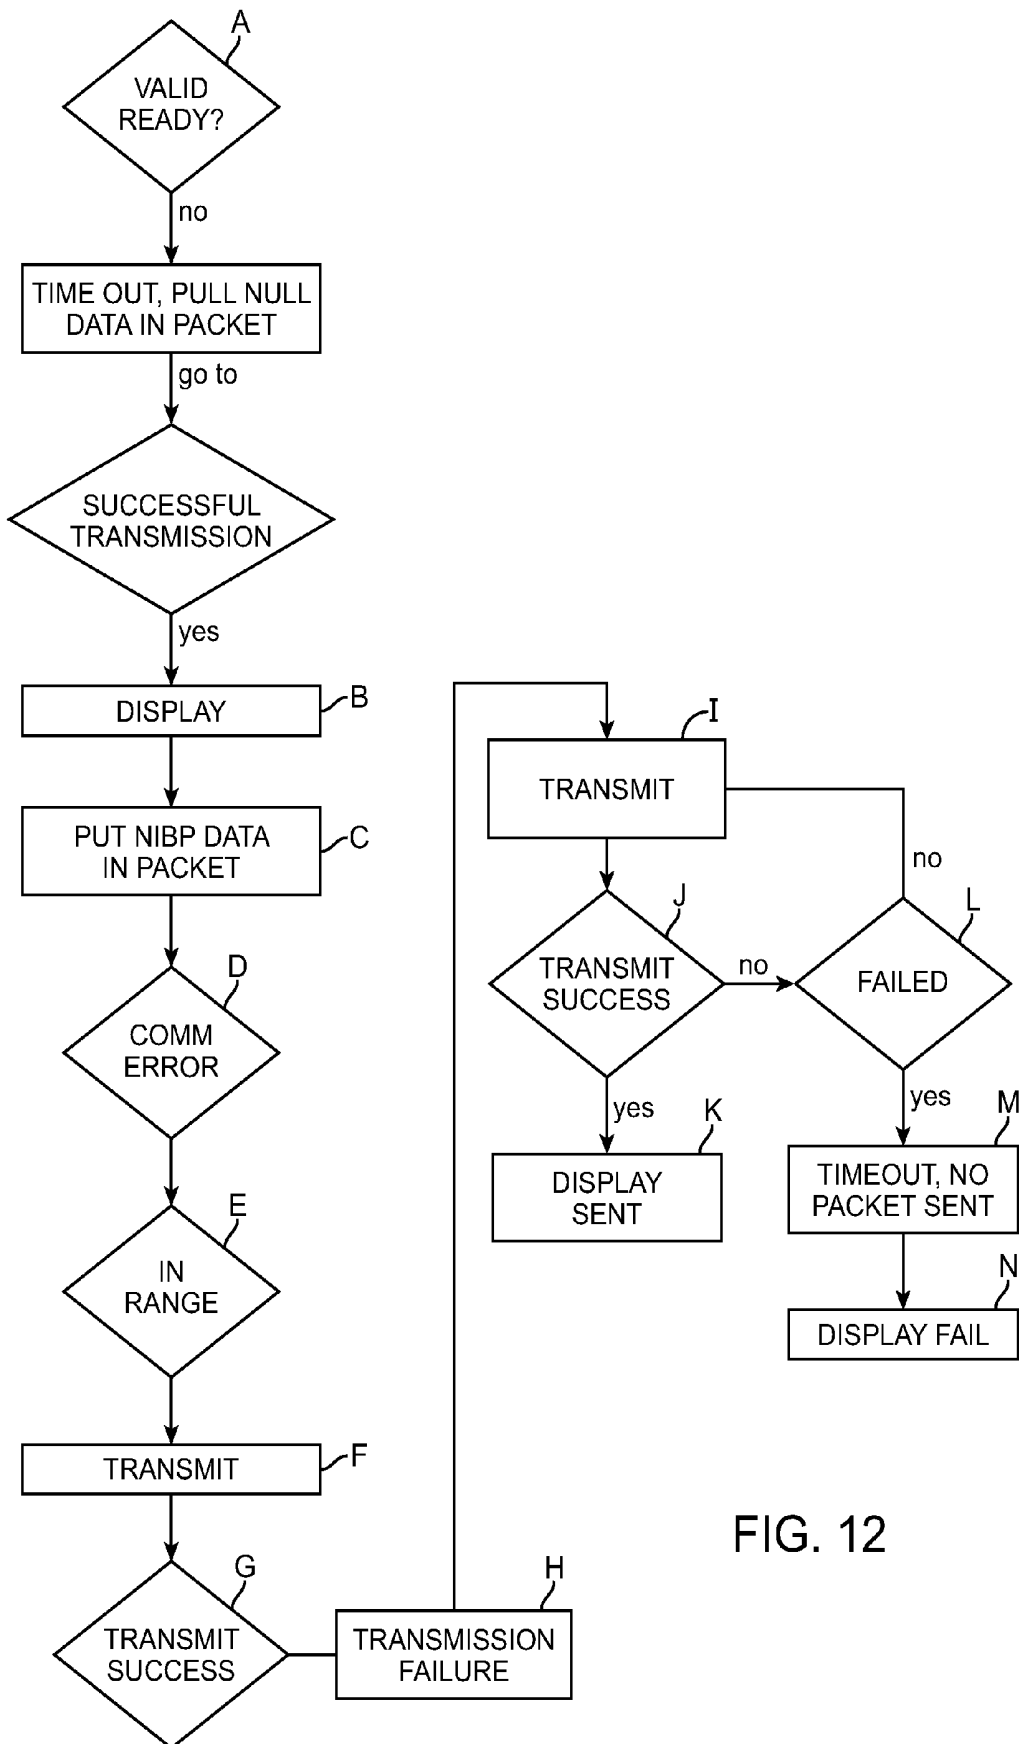 A
VALID
READY?
no
TIME OUT, PULL NULL
DATA IN PACKET
go to
SUCCESSFUL
TRANSMISSION
yes
DISPLAY
B
PUT NIBP DATA
IN PACKET
C
D
COMM
ERROR
E
IN
RANGE
TRANSMIT
F
G
TRANSMIT
SUCCESS
H
TRANSMISSION
FAILURE
I
TRANSMIT
J
TRANSMIT
SUCCESS
no
yes
K
DISPLAY
SENT
L
FAILED
no
yes
M
TIMEOUT, NO
PACKET SENT
N
DISPLAY FAIL
FIG. 12